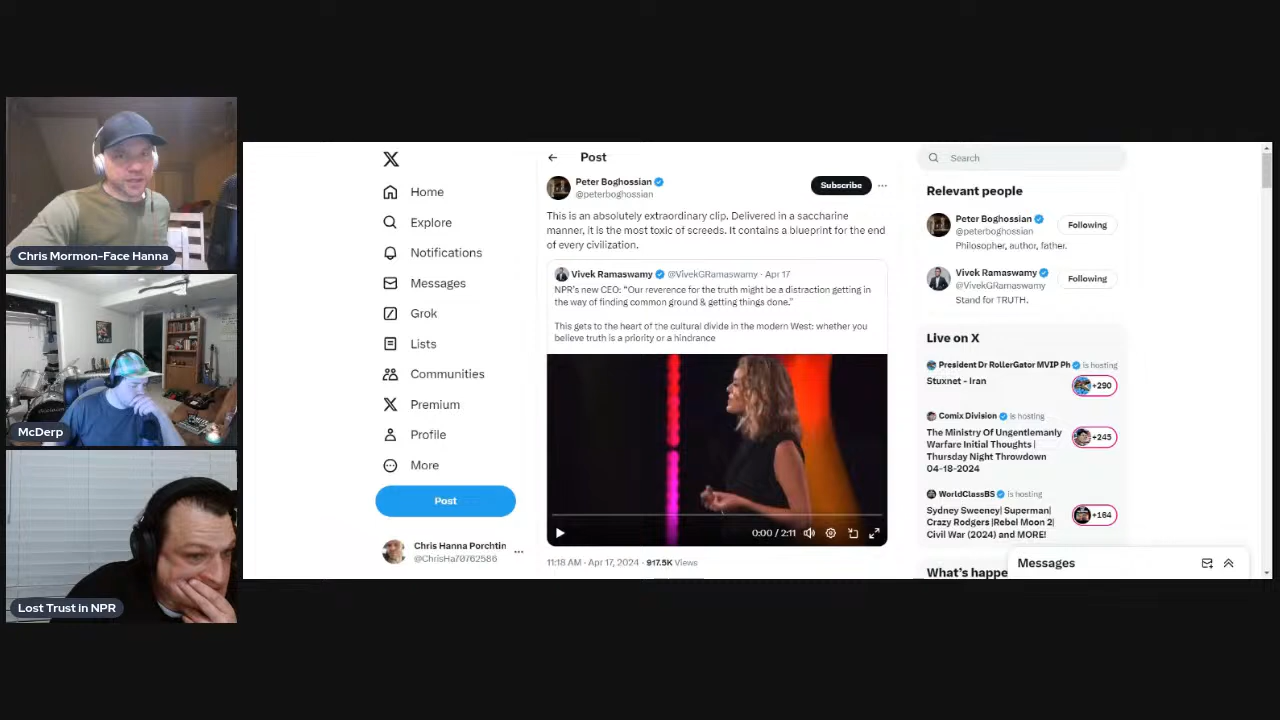 Chris Mormon-Face Hanna
McDerp
Lost Trust in NPR
Home
Explore
Notifications
Messages
Grok
Lists
Communities
Premium
Profile
More
Post
Chris Hanna Porchtin
@ChrisHa70762586
Post
Peter Boghossian
@peterboghossian
Subscribe
This is an absolutely extraordinary clip. Delivered in a saccharine
manner, it is the most toxic of screeds. It contains a blueprint for the end
of every civilization.
Vivek Ramaswamy @VivekGRamaswamy · Apr 17
NPR's new CEO: "Our reverence for the truth might be a distraction getting in
the way of finding common ground & getting things done."
This gets to the heart of the cultural divide in the modern West: whether you
believe truth is a priority or a hindrance
0:00 / 2:11
11:18 AM · Apr 17, 2024 · 917.5K Views
Search
Relevant people
Peter Boghossian
@peterboghossian
Following
Philosopher, author, father.
Vivek Ramaswamy
@VivekGRamaswamy
Following
Stand for TRUTH.
Live on X
President Dr RollerGator MVIP Ph is hosting
Stuxnet - Iran
+290
Comix Division is hosting
The Ministry Of Ungentlemanly
Warfare Initial Thoughts |
Thursday Night Throwdown
04-18-2024
+245
WorldClassBS is hosting
Sydney Sweeney| Superman|
Crazy Rodgers |Rebel Moon 2|
Civil War (2024) and MORE!
+164
What's happe
Messages